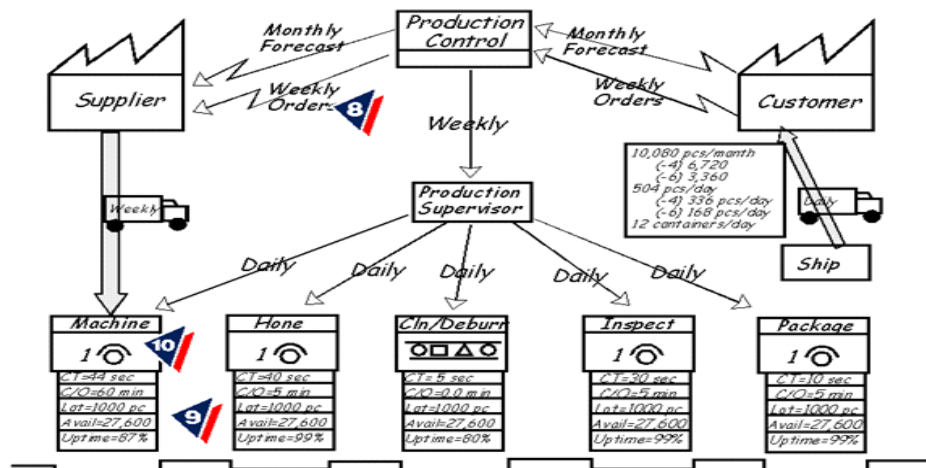 Production
Control
Monthly
Forecast
Monthly
Forecast
Supplier
Weekly
Orders
8
Weekly
Weekly
Orders
Customer
10,080 pcs/month
(-4) 6,720
(-6) 3,360
504 pcs/day
(-4) 336 pcs/day
(-6) 168 pcs/day
12 containers/day
Production
Supervisor
Weekly
Daily
Ship
Daily
Daily
Daily
Daily
Daily
Machine
1
10
CT=44 sec
C/O=60 min
Lot=1000 pc
Avail=27,600
Uptime=87%
9
Hone
1
CT=40 sec
C/O=5 min
Lot=1000 pc
Avail=27,600
Uptime=99%
Cln/Deburr
CT= 5 sec
C/O=0.0 min
Lot=1000 pc
Avail=27,600
Uptime=80%
Inspect
1
CT=30 sec
C/O=5 min
Lot=1000 pc
Avail=27,600
Uptime=99%
Package
1
CT=10 sec
C/O=5 min
Lot=1000 pc
Avail=27,600
Uptime=99%